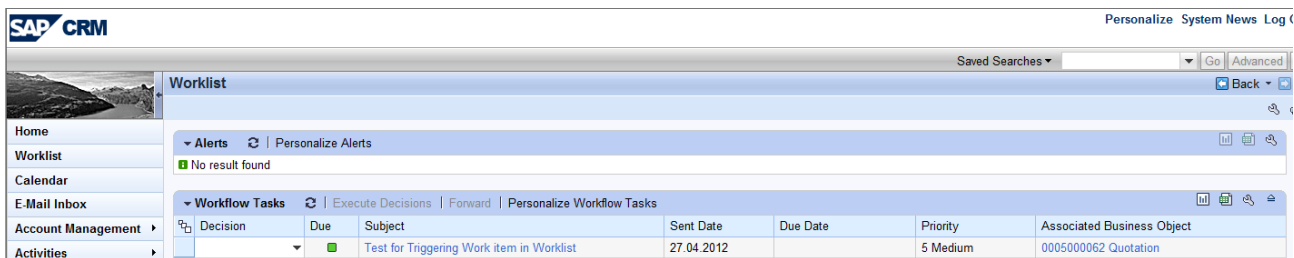 SAP CRM
Personalize System News Log
Saved Searches Go Advanced
Worklist Back
Home
Alerts Personalize Alerts
Worklist
No result found
Calendar
E-Mail Inbox
Workflow Tasks Execute Decisions Forward Personalize Workflow Tasks
Account Management Decision Due Subject Sent Date Due Date Priority Associated Business Object
Activities Test for Triggering Work item in Worklist 27.04.2012 5 Medium 0005000062 Quotation